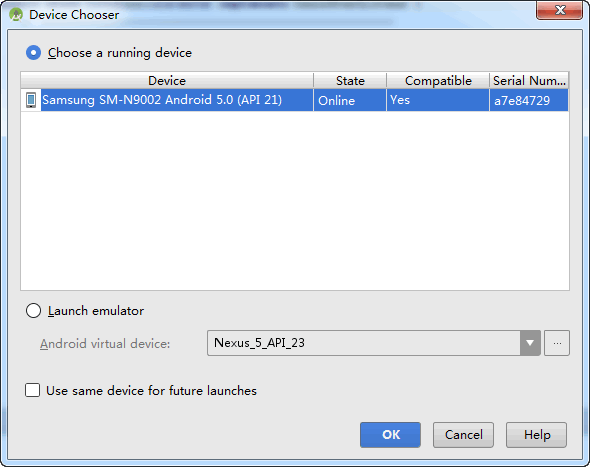 Device Chooser
Choose a running device
Device State Compatible Serial Num...
Samsung SM-N9002 Android 5.0 (API 21) Online Yes a7e84729
Launch emulator
Android virtual device: Nexus_5_API_23 ...
Use same device for future launches
OK Cancel Help